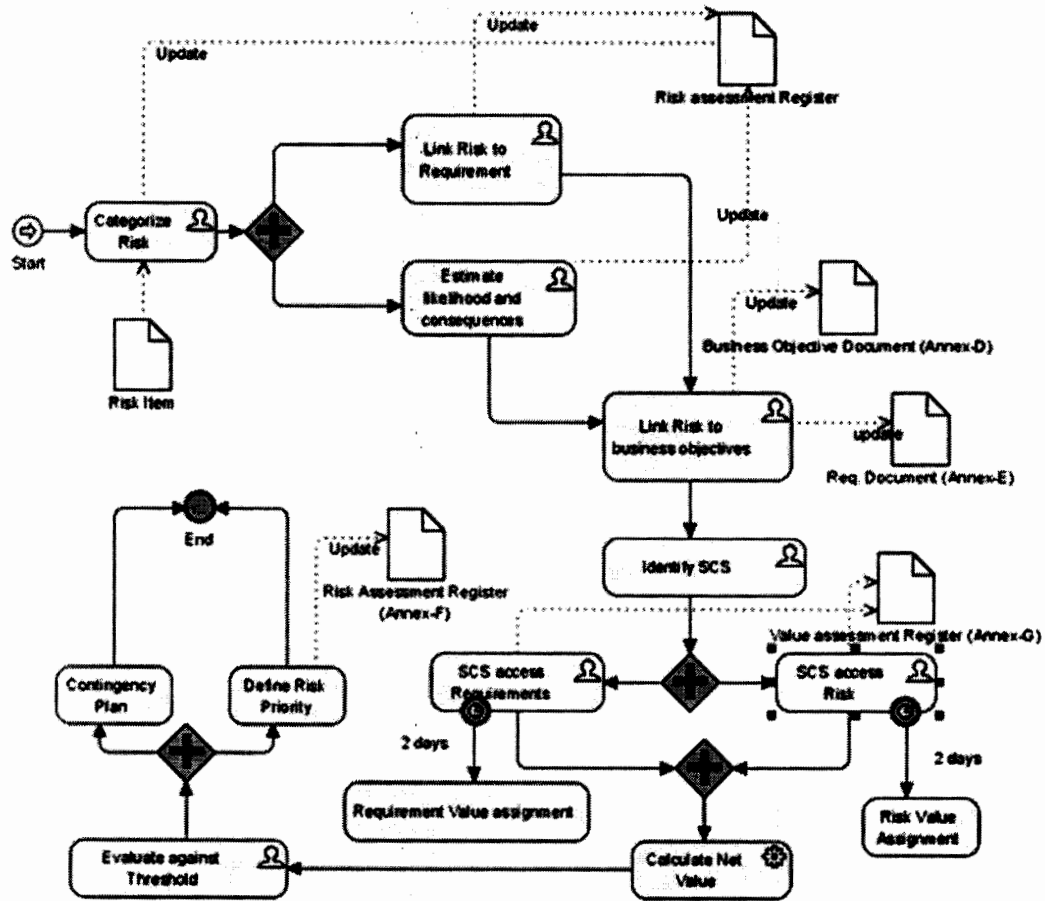 Update
Update
Risk assessment Register
Link Risk to
Requirement
Categorize
Risk
Start
Update
Estimate
likelihood and
consequences
Update
Business Objective Document (Annex-D)
Risk Item
Link Risk to
business objectives
update
Req. Document (Annex-E)
End
Update
Risk Assessment Register
(Annex-F)
Identify SCS
Value assessment Register (Annex-G)
Contingency
Plan
Define Risk
Priority
SCS access
Requirements
SCS access
Risk
2 days
2 days
Requirement Value assignment
Risk Value
Assignment
Evaluate against
Threshold
Calculate Net
Value